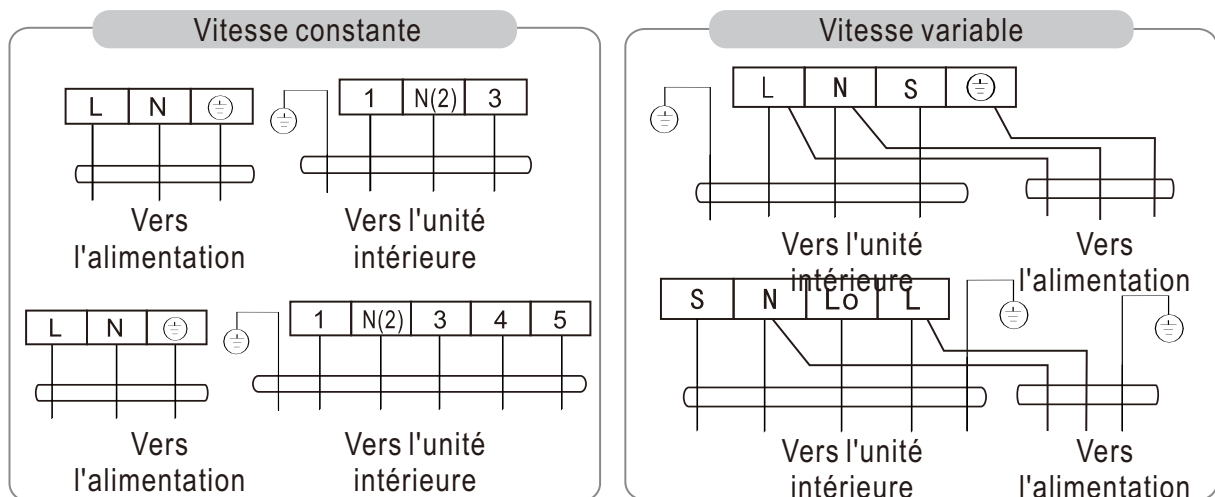 Vitesse constante
L N
1 N(2) 3
Vers
l'alimentation
Vers l'unité
intérieure
L N
1 N(2) 3 4 5
Vers
l'alimentation
Vers l'unité
intérieure
Vitesse variable
L N S
Vers l'unité
intérieure
Vers
l'alimentation
S N Lo L
Vers l'unité
intérieure
Vers
l'alimentation